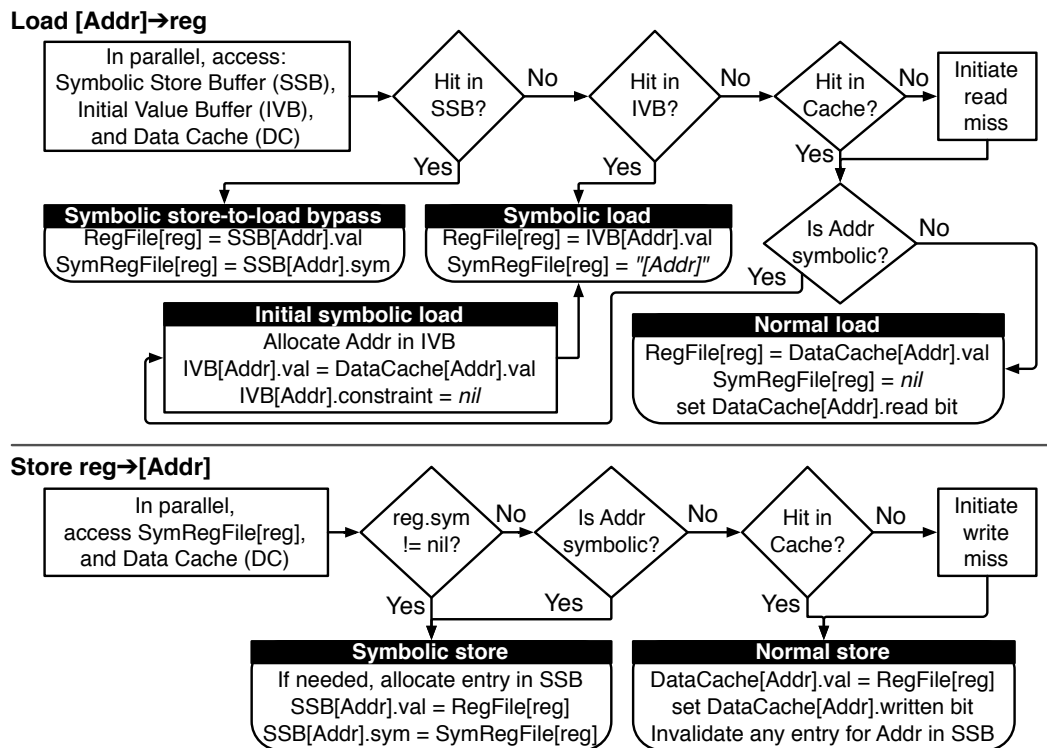 Load [Addr]➔reg
In parallel, access:
Symbolic Store Buffer (SSB),
Initial Value Buffer (IVB),
and Data Cache (DC)
Hit in
SSB?
No
Yes
Hit in
IVB?
No
Yes
Hit in
Cache?
No
Yes
Initiate
read
miss
Symbolic store-to-load bypass
RegFile[reg] = SSB[Addr].val
SymRegFile[reg] = SSB[Addr].sym
Symbolic load
RegFile[reg] = IVB[Addr].val
SymRegFile[reg] = "[Addr]"
Is Addr
symbolic?
No
Yes
Initial symbolic load
Allocate Addr in IVB
IVB[Addr].val = DataCache[Addr].val
IVB[Addr].constraint = nil
Normal load
RegFile[reg] = DataCache[Addr].val
SymRegFile[reg] = nil
set DataCache[Addr].read bit
Store reg➔[Addr]
In parallel,
access SymRegFile[reg],
and Data Cache (DC)
reg.sym
!= nil?
No
Yes
Is Addr
symbolic?
No
Yes
Hit in
Cache?
No
Yes
Initiate
write
miss
Symbolic store
If needed, allocate entry in SSB
SSB[Addr].val = RegFile[reg]
SSB[Addr].sym = SymRegFile[reg]
Normal store
DataCache[Addr].val = RegFile[reg]
set DataCache[Addr].written bit
Invalidate any entry for Addr in SSB